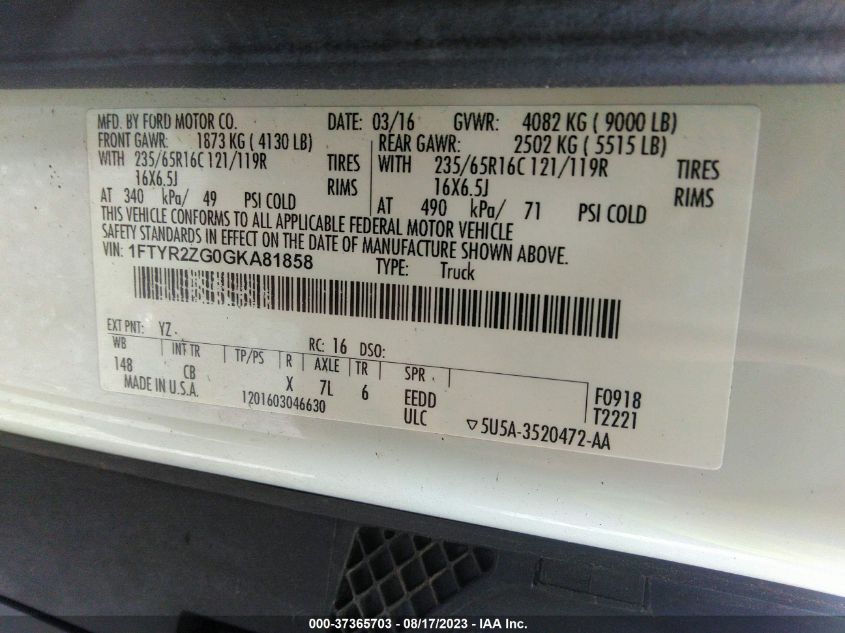 MFD. BY FORD MOTOR CO. DATE: 03/16 GVWR: 4082 KG ( 9000 LB)
FRONT GAWR: 1873 KG ( 4130 LB) REAR GAWR: 2502 KG ( 5515 LB)
WITH 235/65R16C 121/119R TIRES WITH 235/65R16C 121/119R TIRES
16X6.5J RIMS 16X6.5J RIMS
AT 340 kPa/ 49 PSI COLD AT 490 kPa/ 71 PSI COLD
THIS VEHICLE CONFORMS TO ALL APPLICABLE FEDERAL MOTOR VEHICLE
SAFETY STANDARDS IN EFFECT ON THE DATE OF MANUFACTURE SHOWN ABOVE.
VIN: 1FTYR2ZG0GKA81858 TYPE: Truck
EXT PNT: YZ RC: 16 DSO:
WB INT TR TP/PS R AXLE TR SPR
148 CB X 7L 6 EEDD F0918
MADE IN U.S.A. 1201603046630 ULC T2221
▽5U5A-3520472-AA
000-37365703 - 08/17/2023 - IAA Inc.